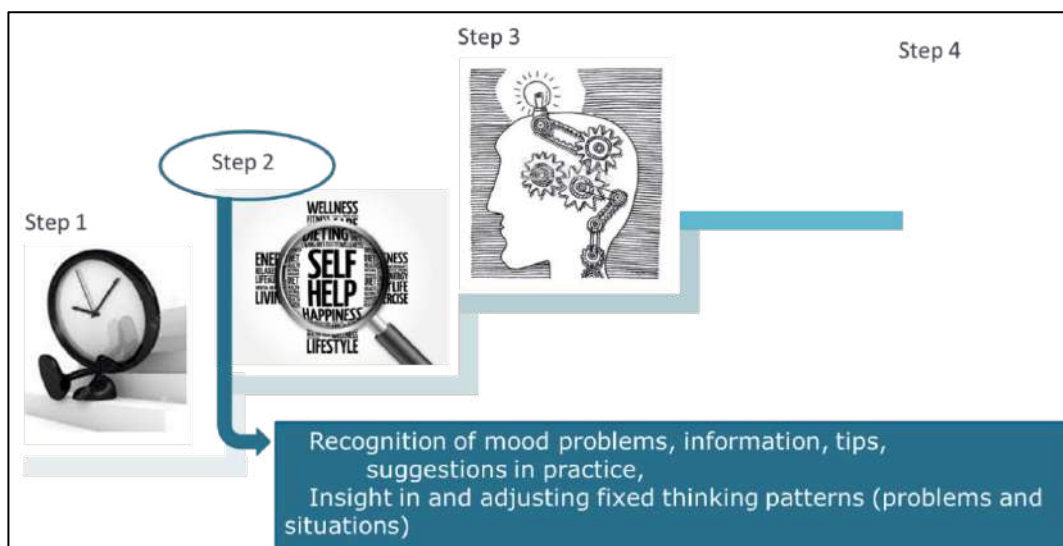 Step 3
Step 4
Step 2
Step 1
WELLNESS
DIETING
SELF
HELP
HAPPINESS
LIFESTYLE
Recognition of mood problems, information, tips,
suggestions in practice,
Insight in and adjusting fixed thinking patterns (problems and
situations)